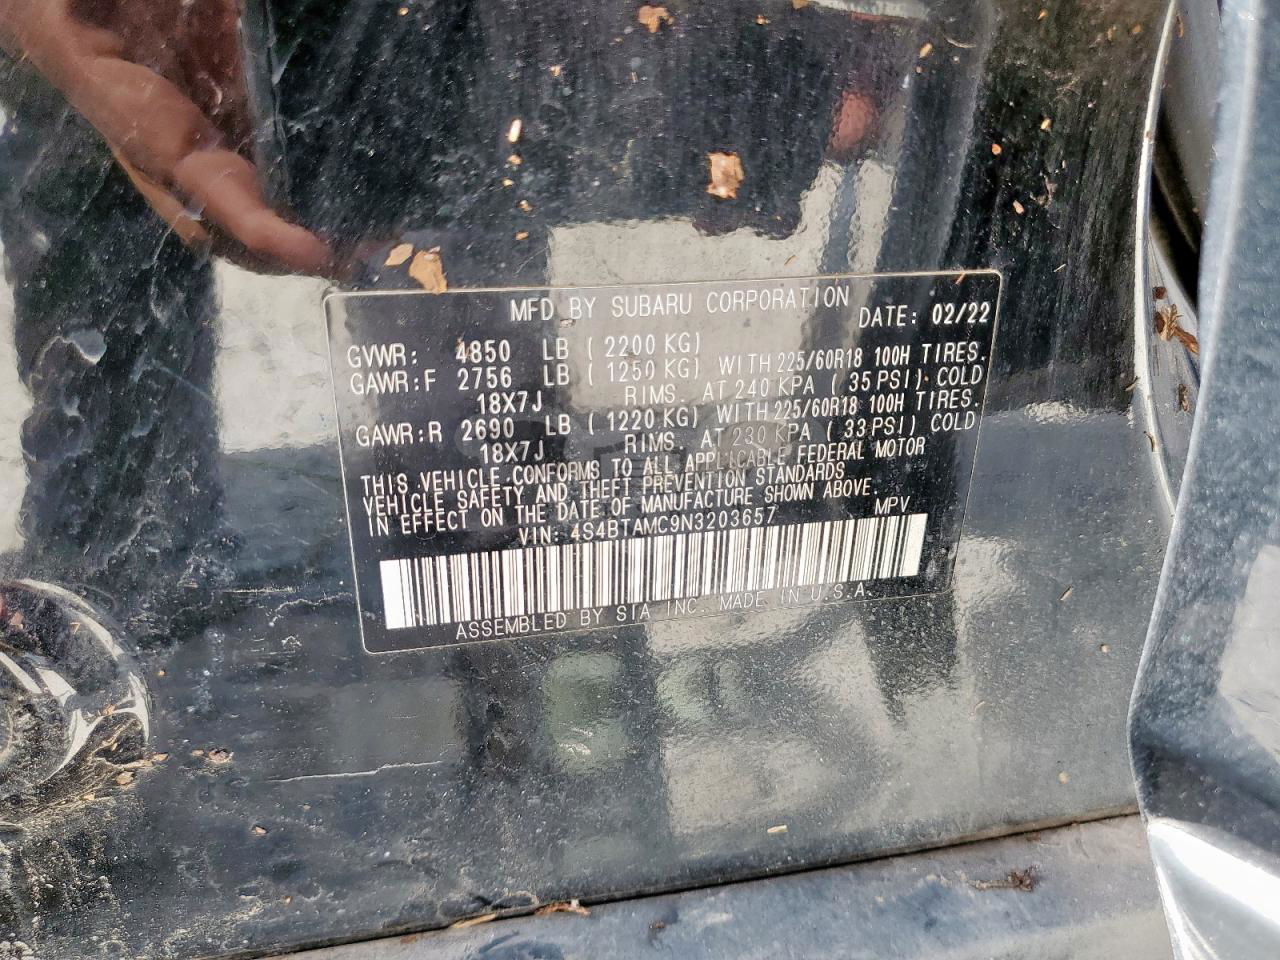 MFD BY SUBARU CORPORATION DATE: 02/22
GVWR: 4850 LB ( 2200 KG)
GAWR:F 2756 LB ( 1250 KG) WITH 225/60R18 100H TIRES.
18X7J RIMS. AT 240 KPA ( 35 PSI) COLD
GAWR:R 2690 LB ( 1220 KG) WITH 225/60R18 100H TIRES.
18X7J RIMS. AT 230 KPA ( 33 PSI) COLD
THIS VEHICLE CONFORMS TO ALL APPLICABLE FEDERAL MOTOR
VEHICLE SAFETY AND THEFT PREVENTION STANDARDS
IN EFFECT ON THE DATE OF MANUFACTURE SHOWN ABOVE.
VIN: 4S4BTAMC9N3203657 MPV
ASSEMBLED BY SIA INC. MADE IN U.S.A.